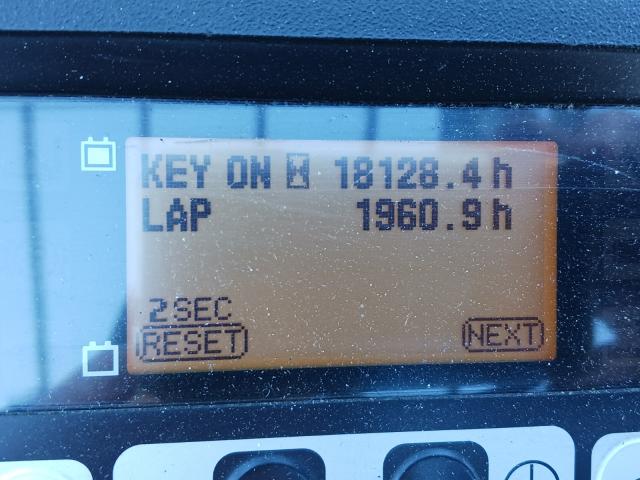 KEY ON 18128.4 h
LAP 1960.9 h
2SEC
RESET NEXT